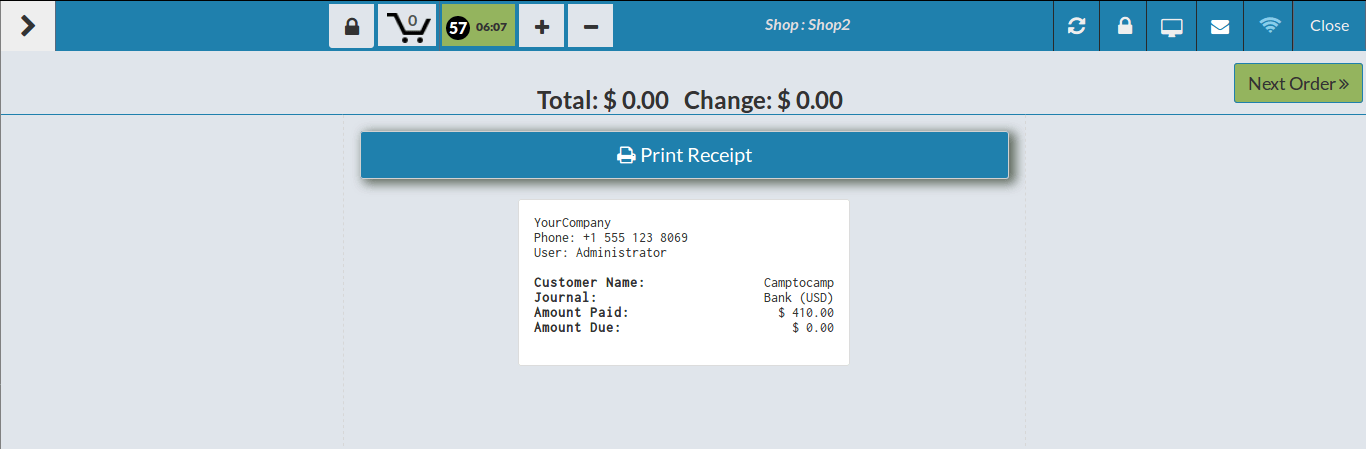 0
57 06:07
Shop : Shop2
Close
Next Order »
Total: $ 0.00 Change: $ 0.00
Print Receipt
YourCompany
Phone: +1 555 123 8069
User: Administrator
Customer Name: Camptocamp
Journal: Bank (USD)
Amount Paid: $ 410.00
Amount Due: $ 0.00